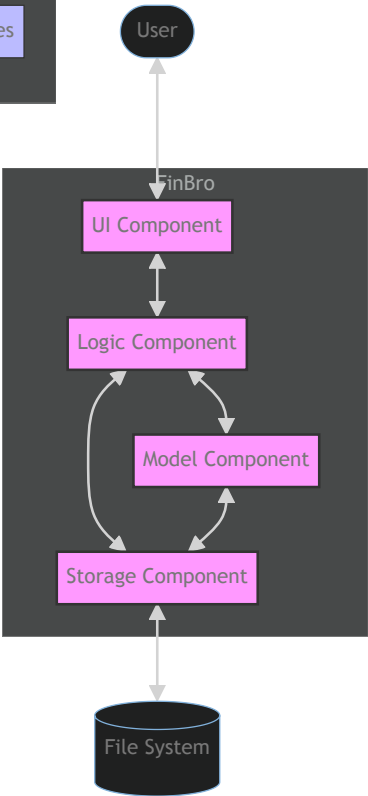 es
User
FinBro
UI Component
Logic Component
Model Component
Storage Component
File System